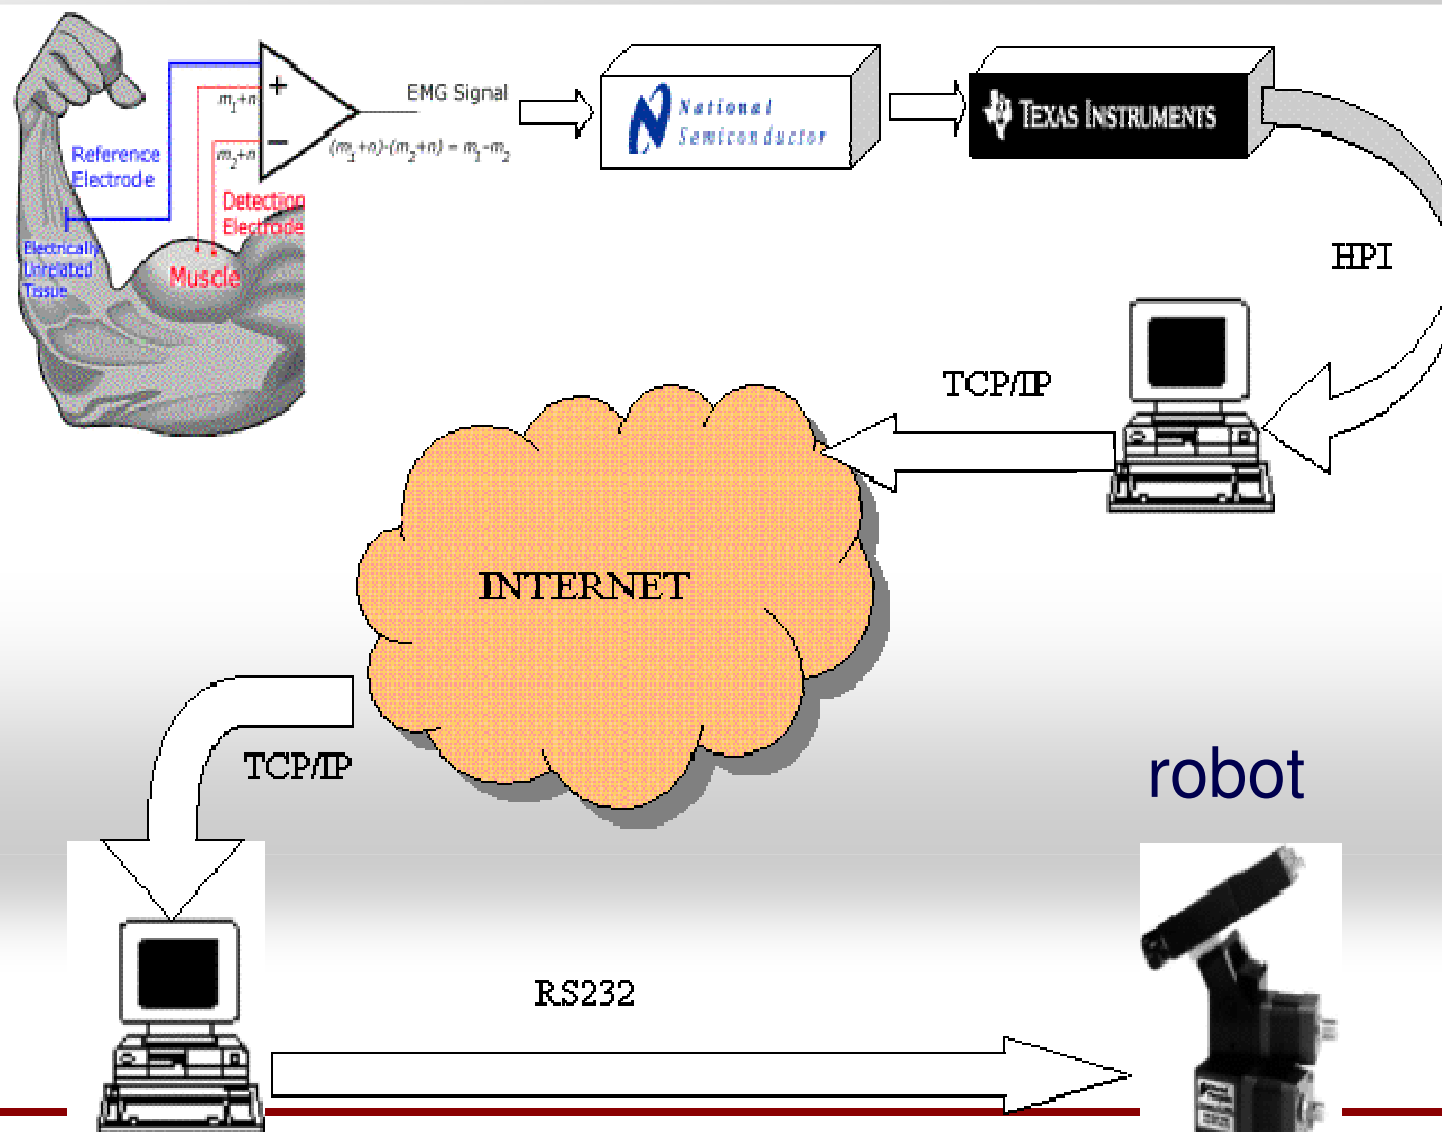 m1+n
EMG Signal
(m1+n)-(m2+n) = m1-m2
m2+n
Reference
Electrode
Detection
Electrode
Electrically
Unrelated
Tissue
Muscle
National
Semiconductor
TEXAS INSTRUMENTS
HPI
TCP/IP
INTERNET
TCP/IP
robot
RS232